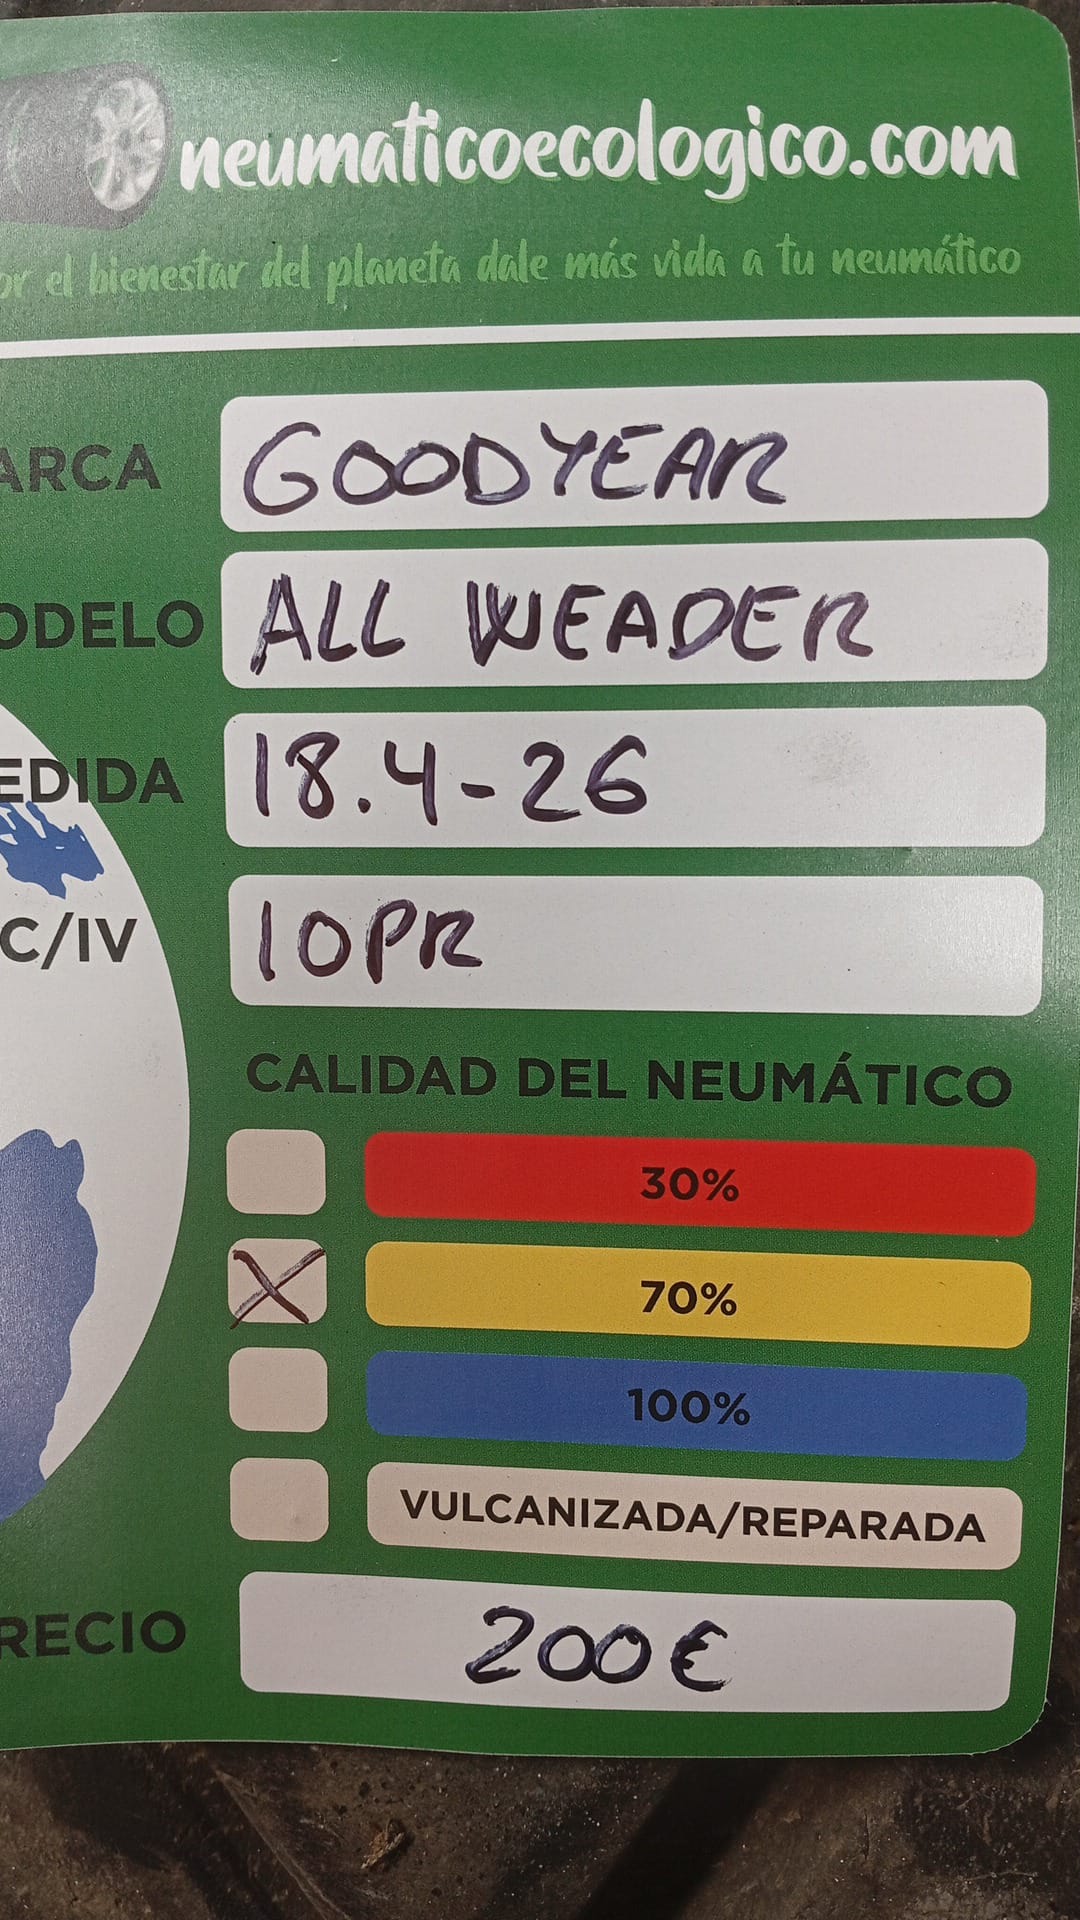 neumaticoecologico.com
or el bienestar del planeta dale más vida a tu neumático
ARCA GOODYEAR
ODELO ALL WEADER
EDIDA 18.4-26
C/IV 10PR
CALIDAD DEL NEUMÁTICO
30%
X 70%
100%
VULCANIZADA/REPARADA
RECIO 200€